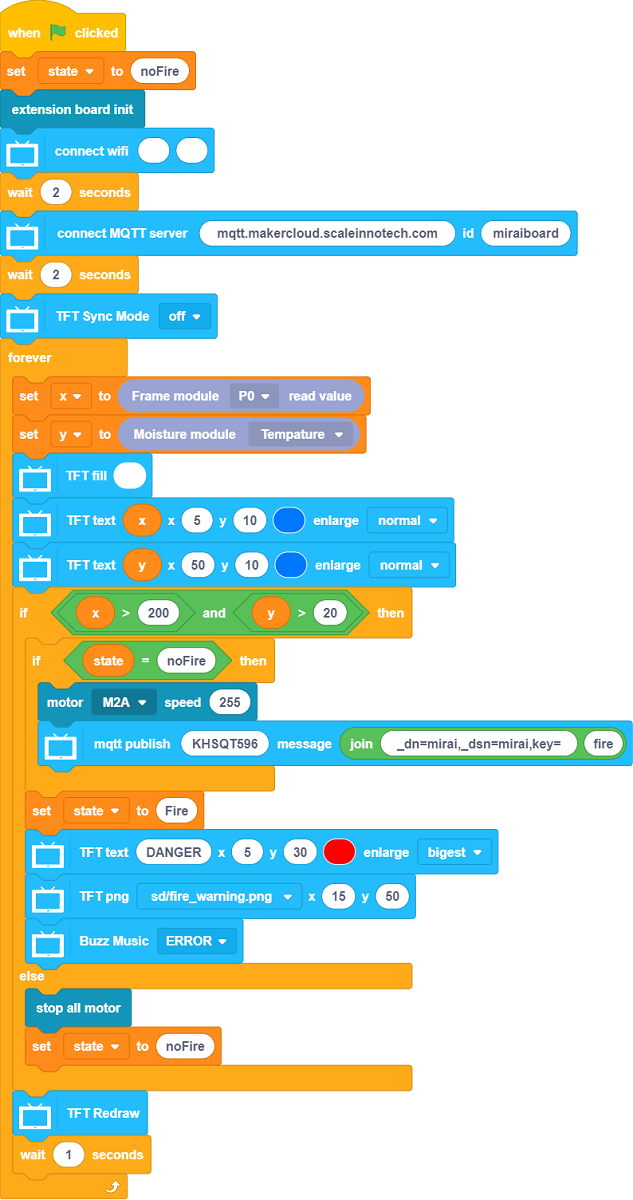 when clicked
set state to noFire
extension board init
connect wifi
wait 2 seconds
connect MQTT server mqtt.makercloud.scaleinnotech.com id miraiboard
wait 2 seconds
TFT Sync Mode off
forever
set x to Frame module P0 read value
set y to Moisture module Tempature
TFT fill
TFT text x x 5 y 10 enlarge normal
TFT text y x 50 y 10 enlarge normal
if x > 200 and y > 20 then
if state = noFire then
motor M2A speed 255
mqtt publish KHSQT596 message join _dn=mirai,_dsn=mirai,key= fire
set state to Fire
TFT text DANGER x 5 y 30 enlarge bigest
TFT png sd/fire_warning.png x 15 y 50
Buzz Music ERROR
else
stop all motor
set state to noFire
TFT Redraw
wait 1 seconds